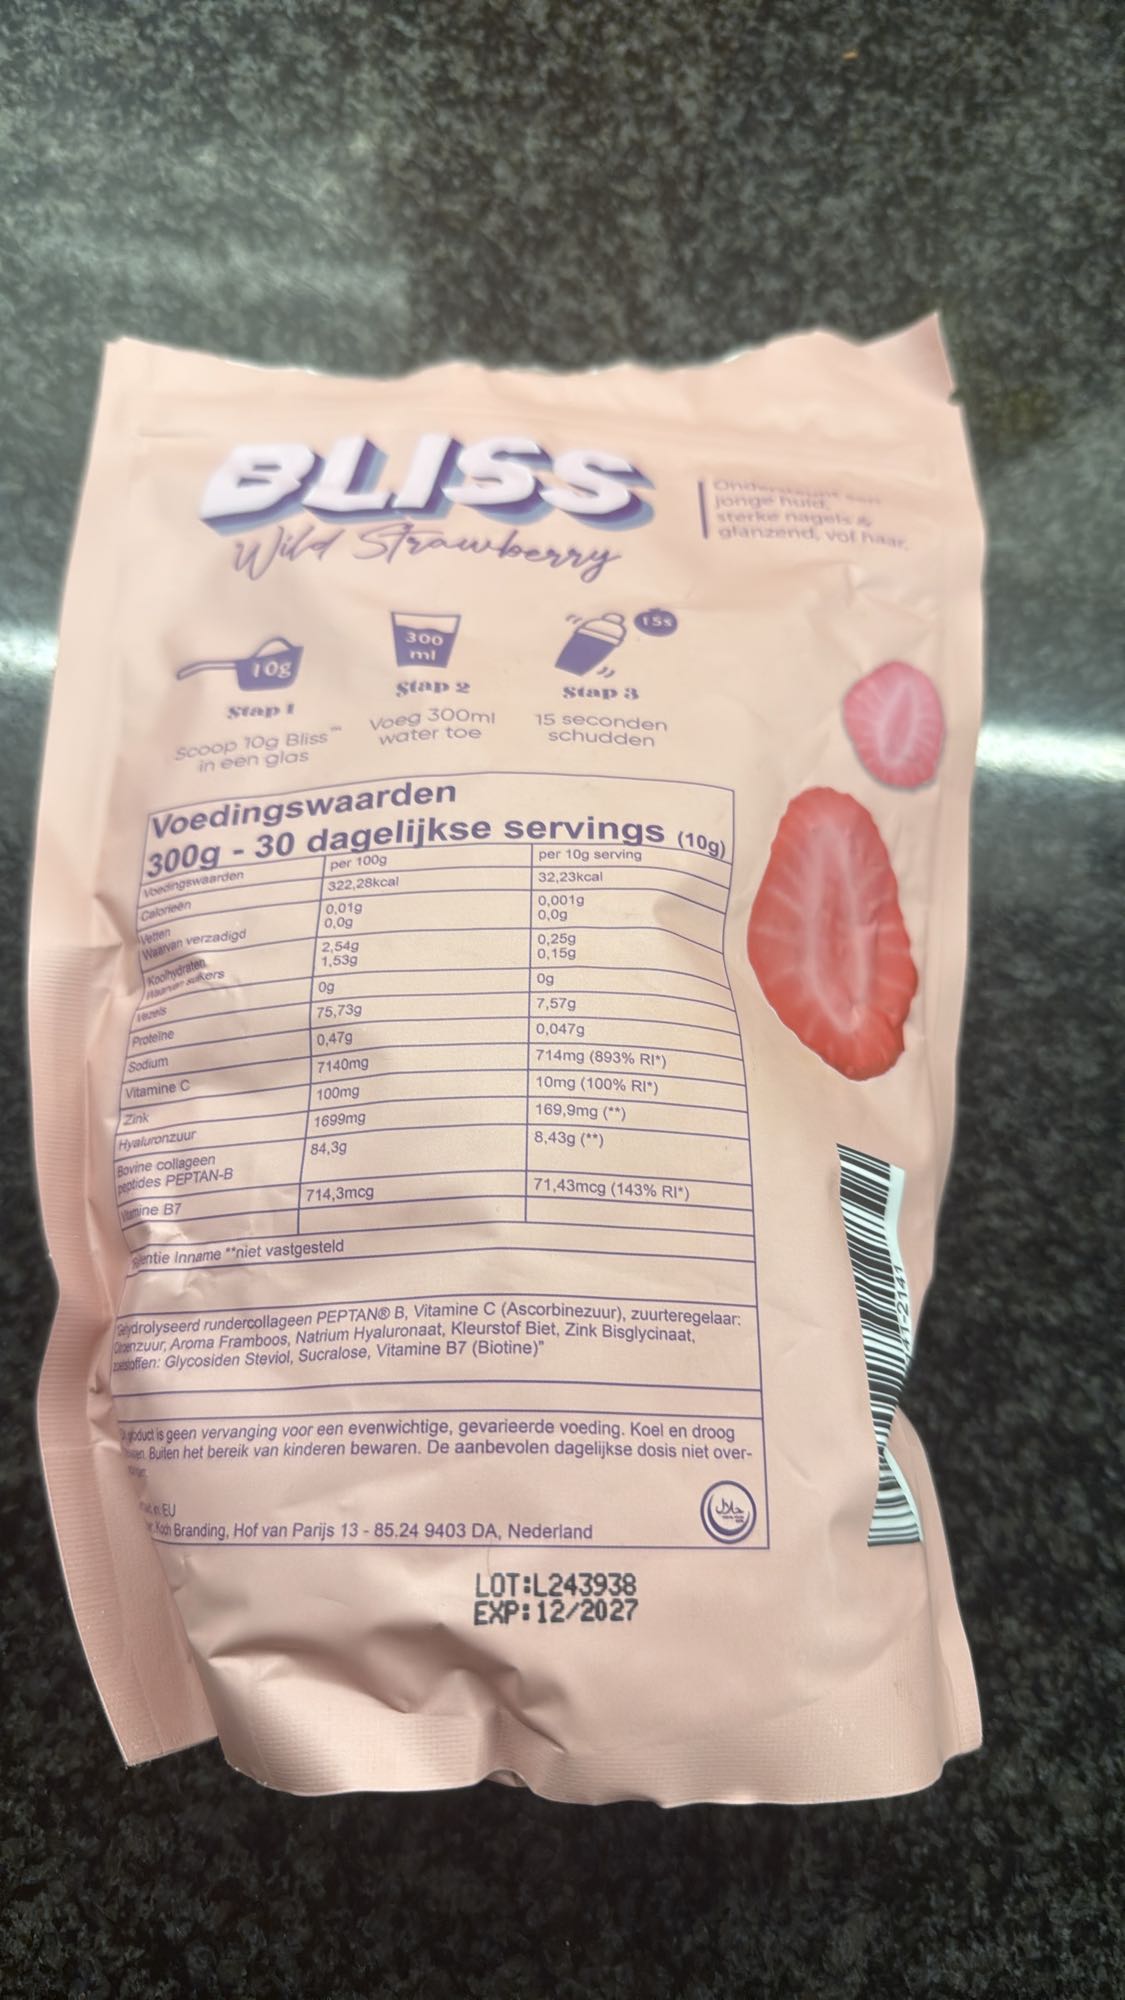 BLISS
Wild Strawberry
jonge huid,
sterke nagels &
glanzend, vol haar.
10g
300
ml
15s
Stap 1
Stap 2
Stap 3
Scoop 10g Bliss™
in een glas
Voeg 300ml
water toe
15 seconden
schudden
Voedingswaarden
300g - 30 dagelijkse servings (10g)
Voedingswaarden per 100g per 10g serving
Calorieën 322,28kcal 32,23kcal
Vetten 0,01g 0,001g
Waarvan verzadigd 0,0g 0,0g
Koolhydraten 2,54g 0,25g
Waarvan suikers 1,53g 0,15g
Vezels 0g 0g
Proteïne 75,73g 7,57g
Sodium 0,47g 0,047g
Vitamine C 7140mg 714mg (893% RI*)
Zink 100mg 10mg (100% RI*)
Hyaluronzuur 1699mg 169,9mg (**)
Bovine collageen 84,3g 8,43g (**)
peptides PEPTAN-B
B7 714,3mcg 71,43mcg (143% RI*)
Inname **niet vastgesteld
rundercollageen PEPTAN® B, Vitamine C (Ascorbinezuur), zuurteregelaar:
Aroma Framboos, Natrium Hyaluronaat, Kleurstof Biet, Zink Bisglycinaat,
Glycosiden Steviol, Sucralose, Vitamine B7 (Biotine)"
product is geen vervanging voor een evenwichtige, gevarieerde voeding. Koel en droog
Buiten het bereik van kinderen bewaren. De aanbevolen dagelijkse dosis niet over-
EU
Koch Branding, Hof van Parijs 13 - 85.24 9403 DA, Nederland
حلال
LOT:L243938
EXP:12/2027